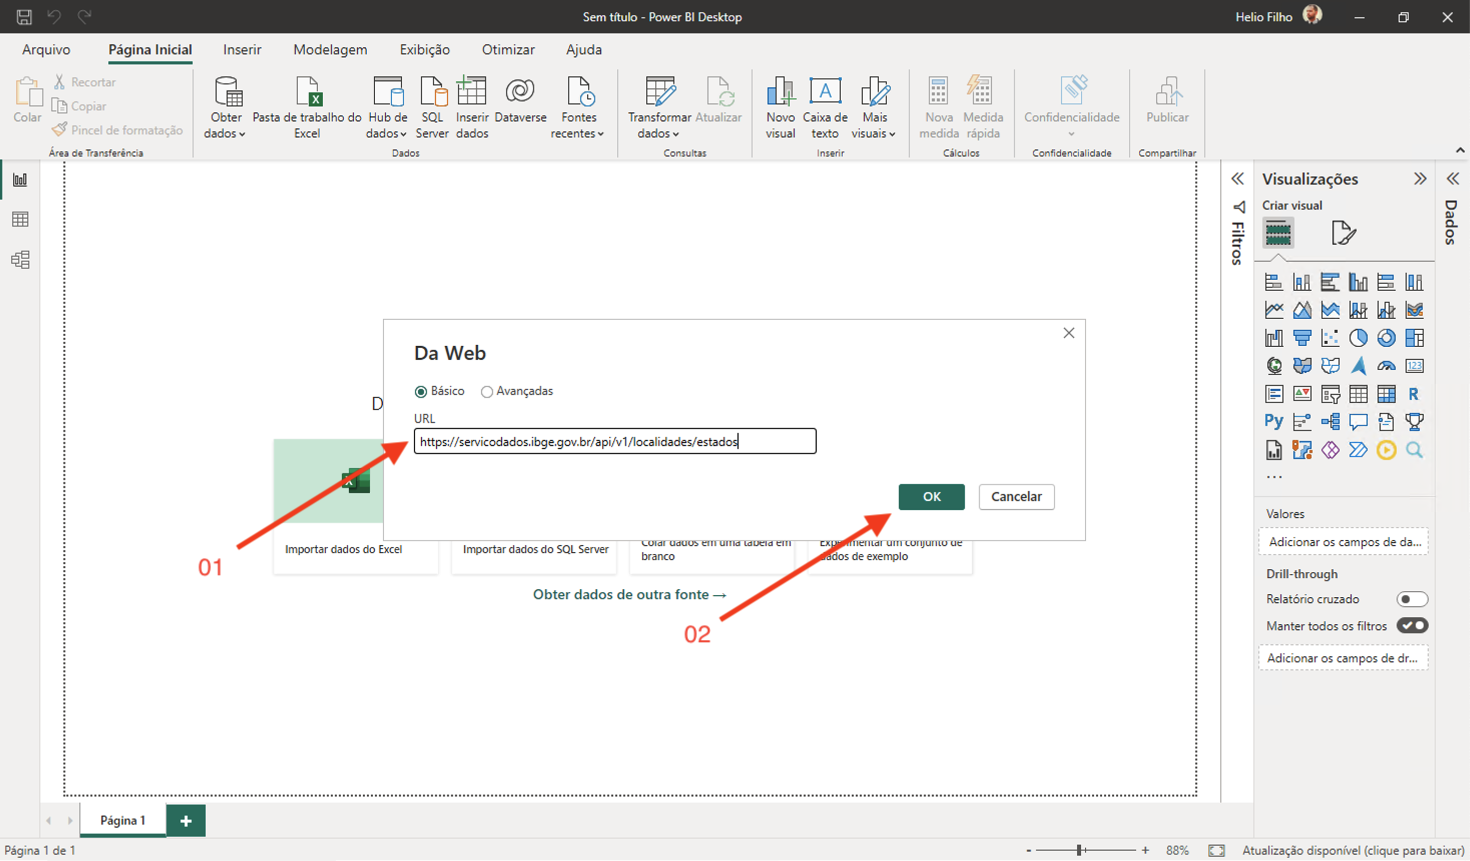 Sem título - Power BI Desktop
Helio Filho
Arquivo
Página Inicial
Inserir
Modelagem
Exibição
Otimizar
Ajuda
Colar
Recortar
Copiar
Pincel de formatação
Área de Transferência
Obter
dados
Pasta de trabalho do
Excel
Hub de
dados
SQL
Server
Inserir
dados
Dataverse
Fontes
recentes
Dados
Transformar
dados
Atualizar
Consultas
Novo
visual
Caixa de
texto
Mais
visuais
Inserir
Nova
medida
Medida
rápida
Cálculos
Confidencialidade
Confidencialidade
Publicar
Compartilhar
Filtros
Visualizações
Criar visual
Dados
123
R
Py
...
Valores
Adicionar os campos de da...
Drill-through
Relatório cruzado
Manter todos os filtros
Adicionar os campos de dr...
D
Da Web
Básico
Avançadas
URL
https://servicodados.ibge.gov.br/api/v1/localidades/estados
OK
Cancelar
01
02
Importar dados do Excel
Importar dados do SQL Server
Colar dados em uma tabela em
branco
Experimentar um conjunto de
dados de exemplo
Obter dados de outra fonte →
Página 1
+
Página 1 de 1
- + 88%
Atualização disponível (clique para baixar)